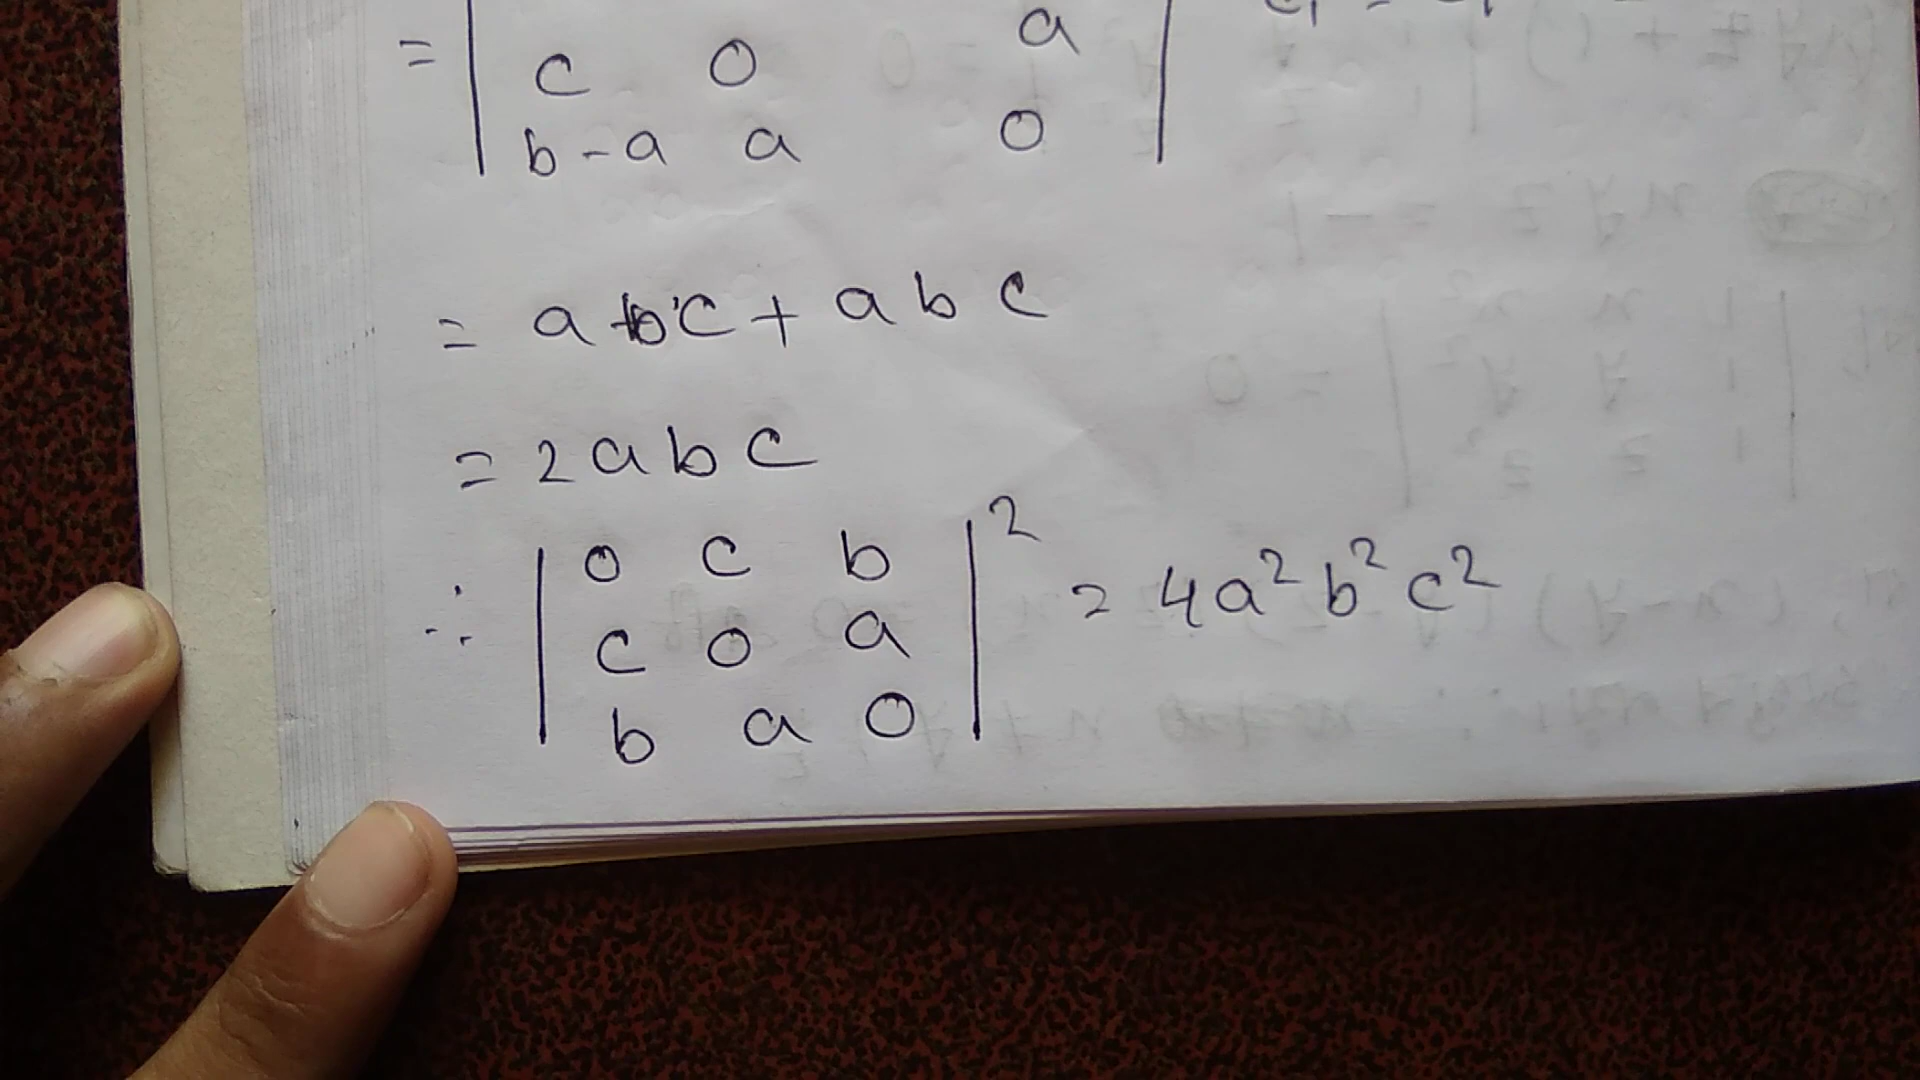 = | c 0 a |
| b-a a 0 |
= abc + abc
= 2abc
∴ | 0 c b |² = 4a²b²c²
| c 0 a |
| b a 0 |